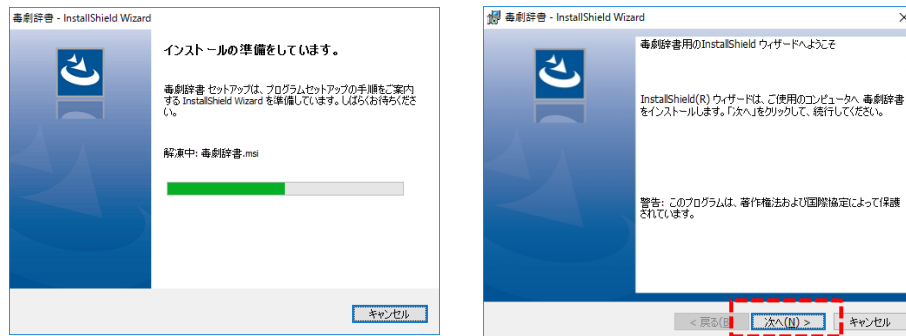 毒劇辞書 - InstallShield Wizard
インストールの準備をしています。
毒劇辞書 セットアップは、プログラムセットアップの手順をご案内
する InstallShield Wizard を準備しています。しばらくお待ちくださ
い。
解凍中: 毒劇辞書.msi
キャンセル
毒劇辞書 - InstallShield Wizard
毒劇辞書用のInstallShield ウィザードへようこそ
InstallShield(R) ウィザードは、ご使用のコンピュータへ 毒劇辞書
をインストールします。「次へ」をクリックして、続行してください。
警告: このプログラムは、著作権法および国際協定によって保護
されています。
< 戻る(B
次へ(N) >
キャンセル